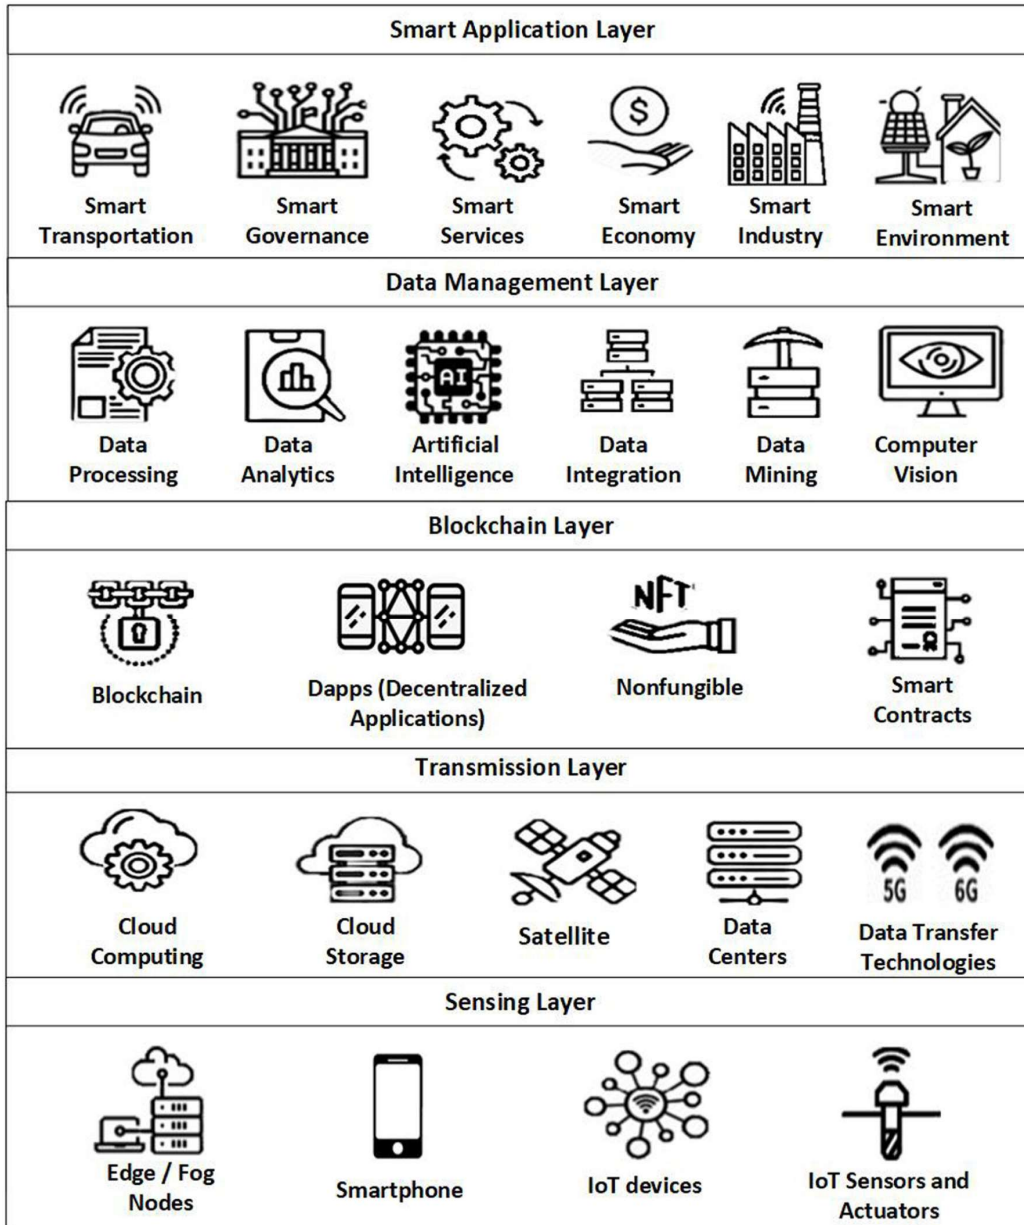 Smart Application Layer
Smart
Transportation
Smart
Governance
Smart
Services
$
Smart
Economy
Smart
Industry
Smart
Environment
Data Management Layer
Data
Processing
Data
Analytics
AI
Artificial
Intelligence
Data
Integration
Data
Mining
Computer
Vision
Blockchain Layer
Blockchain
Dapps (Decentralized
Applications)
NFT
Nonfungible
Smart
Contracts
Transmission Layer
Cloud
Computing
Cloud
Storage
Satellite
Data
Centers
5G 6G
Data Transfer
Technologies
Sensing Layer
Edge / Fog
Nodes
Smartphone
IoT devices
IoT Sensors and
Actuators